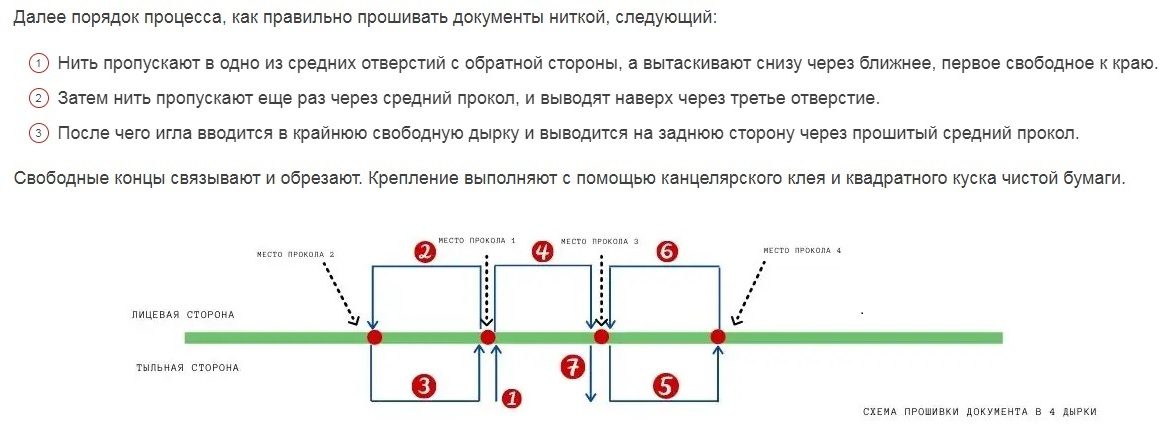 Далее порядок процесса, как правильно прошивать документы ниткой, следующий:
1 Нить пропускают в одно из средних отверстий с обратной стороны, а вытаскивают снизу через ближнее, первое свободное к краю.
2 Затем нить пропускают еще раз через средний прокол, и выводят наверх через третье отверстие.
3 После чего игла вводится в крайнюю свободную дырку и выводится на заднюю сторону через прошитый средний прокол.
Свободные концы связывают и обрезают. Крепление выполняют с помощью канцелярского клея и квадратного куска чистой бумаги.
МЕСТО ПРОКОЛА 2
2
МЕСТО ПРОКОЛА 1
4
МЕСТО ПРОКОЛА 3
6
МЕСТО ПРОКОЛА 4
ЛИЦЕВАЯ СТОРОНА
ТЫЛЬНАЯ СТОРОНА
3
1
7
5
СХЕМА ПРОШИВКИ ДОКУМЕНТА В 4 ДЫРКИ